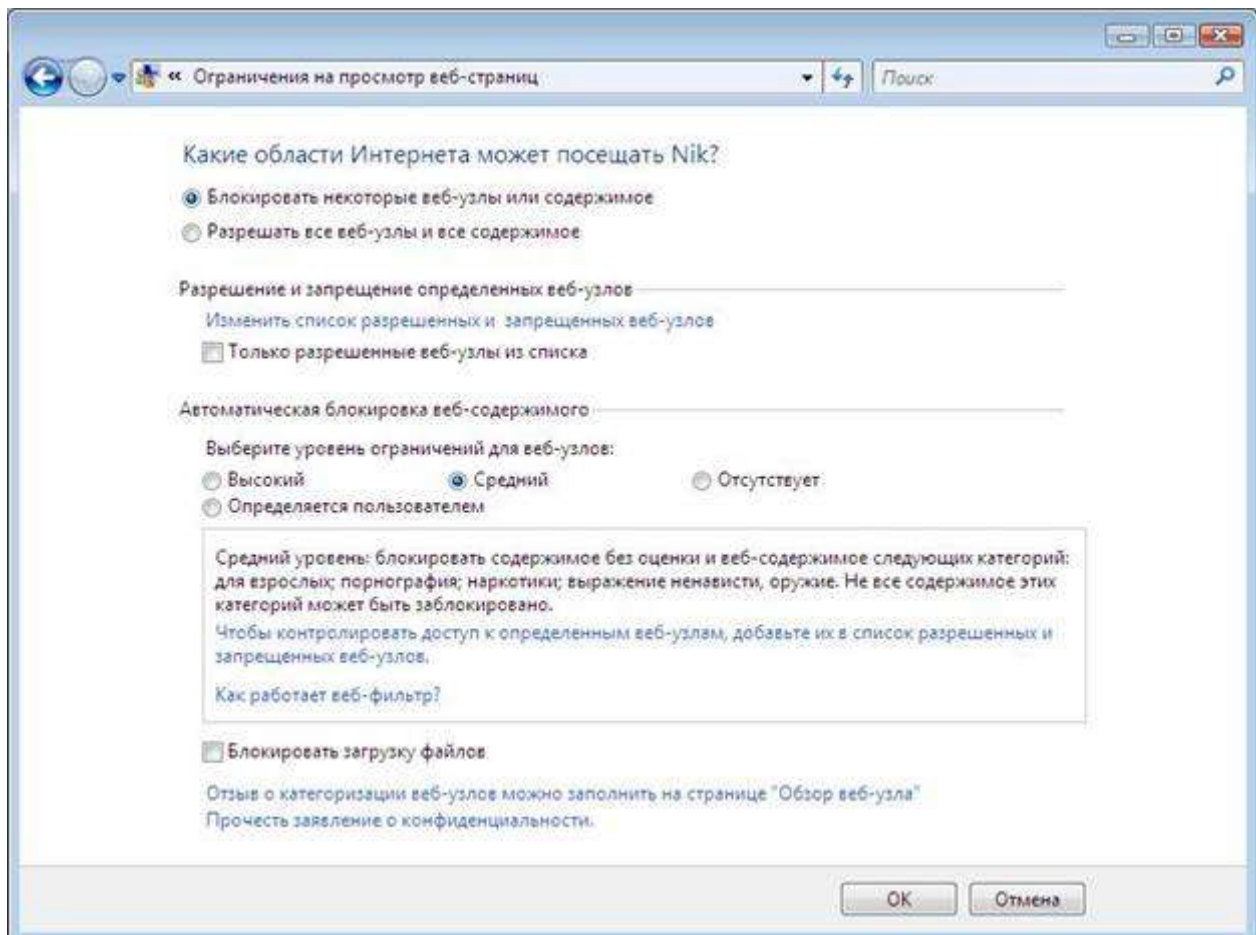 « Ограничения на просмотр веб-страниц
Поиск
Какие области Интернета может посещать Nik?
Блокировать некоторые веб-узлы или содержимое
Разрешать все веб-узлы и все содержимое
Разрешение и запрещение определенных веб-узлов
Изменить список разрешенных и запрещенных веб-узлов
Только разрешенные веб-узлы из списка
Автоматическая блокировка веб-содержимого
Выберите уровень ограничений для веб-узлов:
Высокий Средний Отсутствует
Определяется пользователем
Средний уровень: блокировать содержимое без оценки и веб-содержимое следующих категорий:
для взрослых; порнография; наркотики; выражение ненависти, оружие. Не все содержимое этих
категорий может быть заблокировано.
Чтобы контролировать доступ к определенным веб-узлам, добавьте их в список разрешенных и
запрещенных веб-узлов.
Как работает веб-фильтр?
Блокировать загрузку файлов
Отзыв о категоризации веб-узлов можно заполнить на странице "Обзор веб-узла"
Прочесть заявление о конфиденциальности.
ОК Отмена